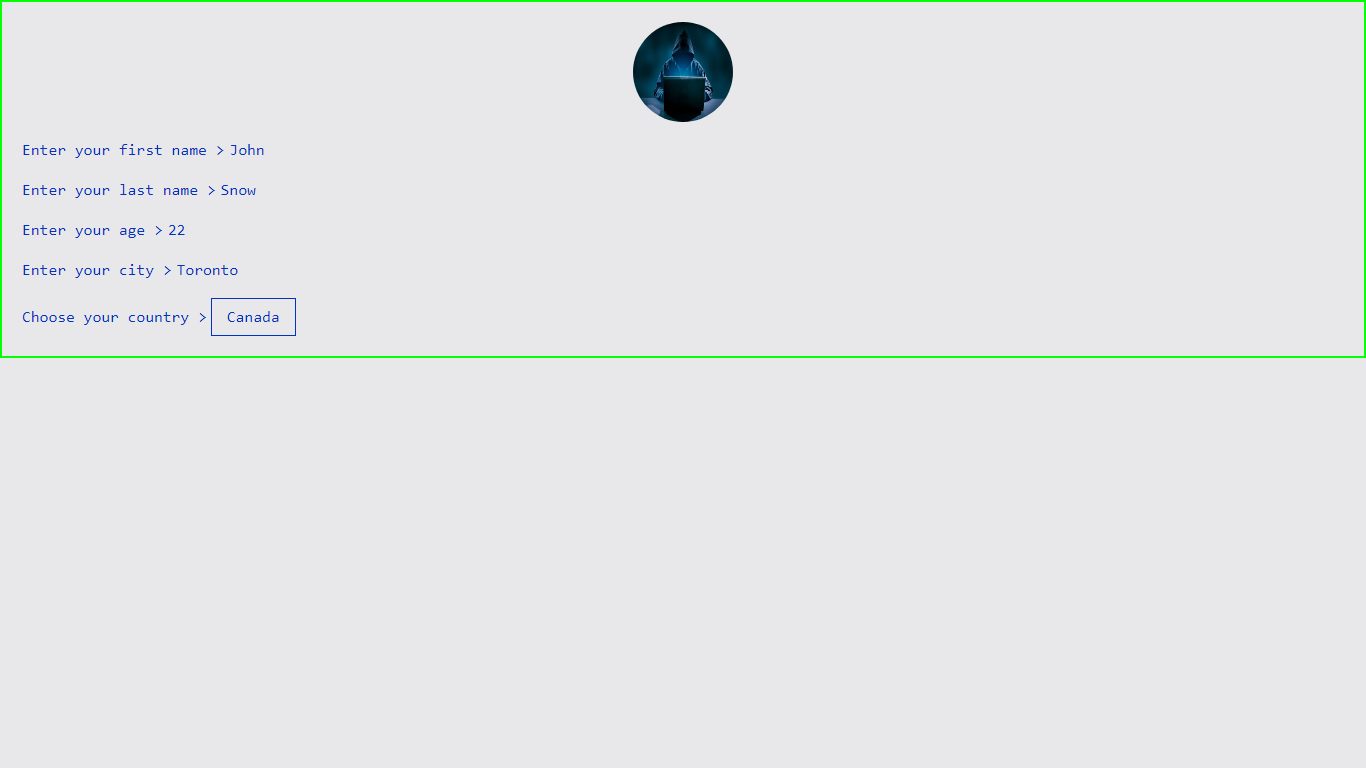 Enter your first name > John
Enter your last name > Snow
Enter your age > 22
Enter your city > Toronto
Choose your country > Canada